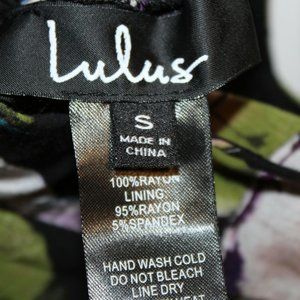 Lulus
S
MADE IN
CHINA
100%RAYON
LINING:
95%RAYON
5%SPANDEX
HAND WASH COLD
DO NOT BLEACH
LINE DRY